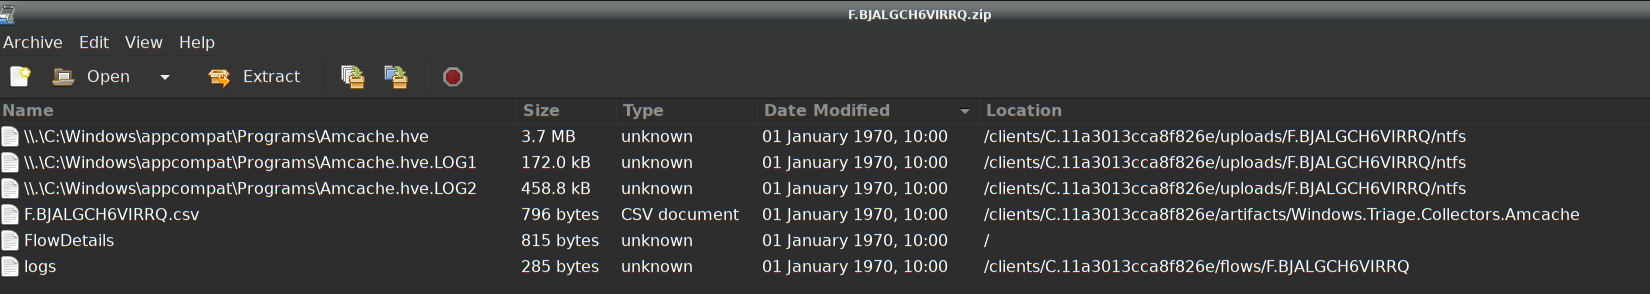 F.BJALGCH6VIRRQ.zip
Archive Edit View Help
Open Extract
Name Size Type Date Modified Location
\\.\C:\Windows\appcompat\Programs\Amcache.hve 3.7 MB unknown 01 January 1970, 10:00 /clients/C.11a3013cca8f826e/uploads/F.BJALGCH6VIRRQ/ntfs
\\.\C:\Windows\appcompat\Programs\Amcache.hve.LOG1 172.0 kB unknown 01 January 1970, 10:00 /clients/C.11a3013cca8f826e/uploads/F.BJALGCH6VIRRQ/ntfs
\\.\C:\Windows\appcompat\Programs\Amcache.hve.LOG2 458.8 kB unknown 01 January 1970, 10:00 /clients/C.11a3013cca8f826e/uploads/F.BJALGCH6VIRRQ/ntfs
F.BJALGCH6VIRRQ.csv 796 bytes CSV document 01 January 1970, 10:00 /clients/C.11a3013cca8f826e/artifacts/Windows.Triage.Collectors.Amcache
FlowDetails 815 bytes unknown 01 January 1970, 10:00 /
logs 285 bytes unknown 01 January 1970, 10:00 /clients/C.11a3013cca8f826e/flows/F.BJALGCH6VIRRQ